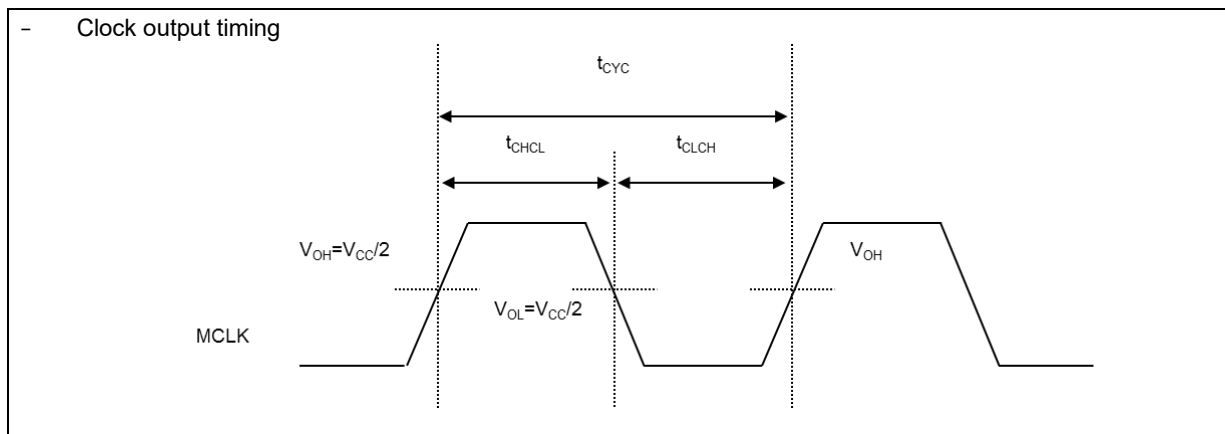 – Clock output timing
tCYC
tCHCL tCLCH
VOH=VCC/2 VOH
VOL=VCC/2
MCLK